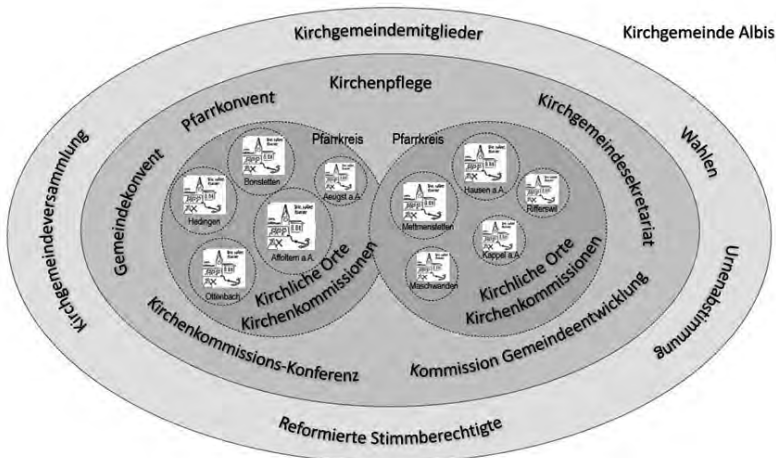 Kirchgemeindemitglieder
Kirchgemeinde Albis
Kirchenpflege
Pfarrkonvent
Kirchgemeindesekretariat
Wahlen
Kirchgemeindeversammlung
Gemeindekonvent
Pfarrkreis
Pfarrkreis
Bonstetten
Aeugst a.A.
Hausen a.A.
Rifferswil
Hedingen
Mettmenstetten
Affoltern a.A.
Kappel a.A
Ottenbach
Maschwanden
Kirchliche Orte
Kirchenkommissionen
Kirchliche Orte
Kirchenkommissionen
Urnenabstimmung
Kirchenkommissions-Konferenz
Kommission Gemeindeentwicklung
Reformierte Stimmberechtigte